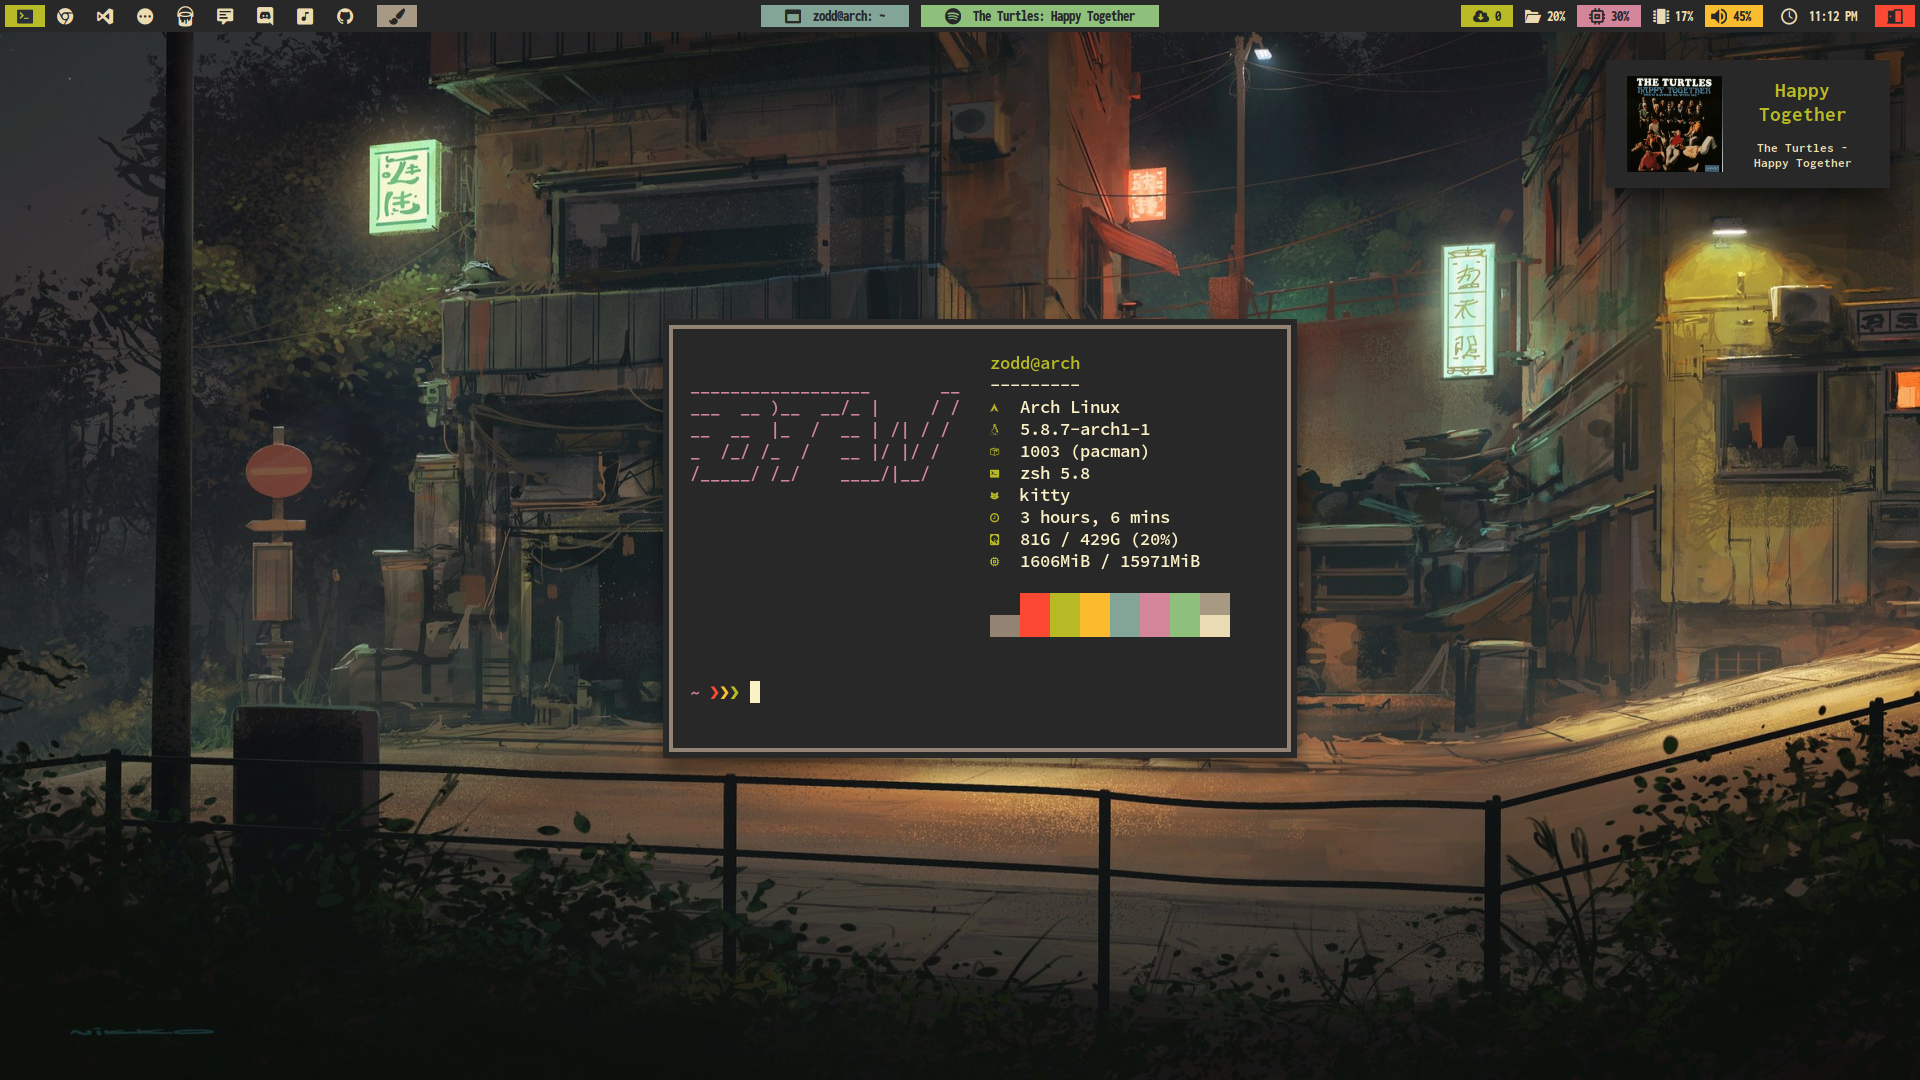 zodd@arch: ~
The Turtles: Happy Together
0
20%
30%
17%
45%
11:12 PM
THE TURTLES
HAPPY TOGETHER
Happy
Together
The Turtles -
Happy Together
zodd@arch
---------
Arch Linux
5.8.7-arch1-1
1003 (pacman)
zsh 5.8
kitty
3 hours, 6 mins
81G / 429G (20%)
1606MiB / 15971MiB
~ ❯❯❯